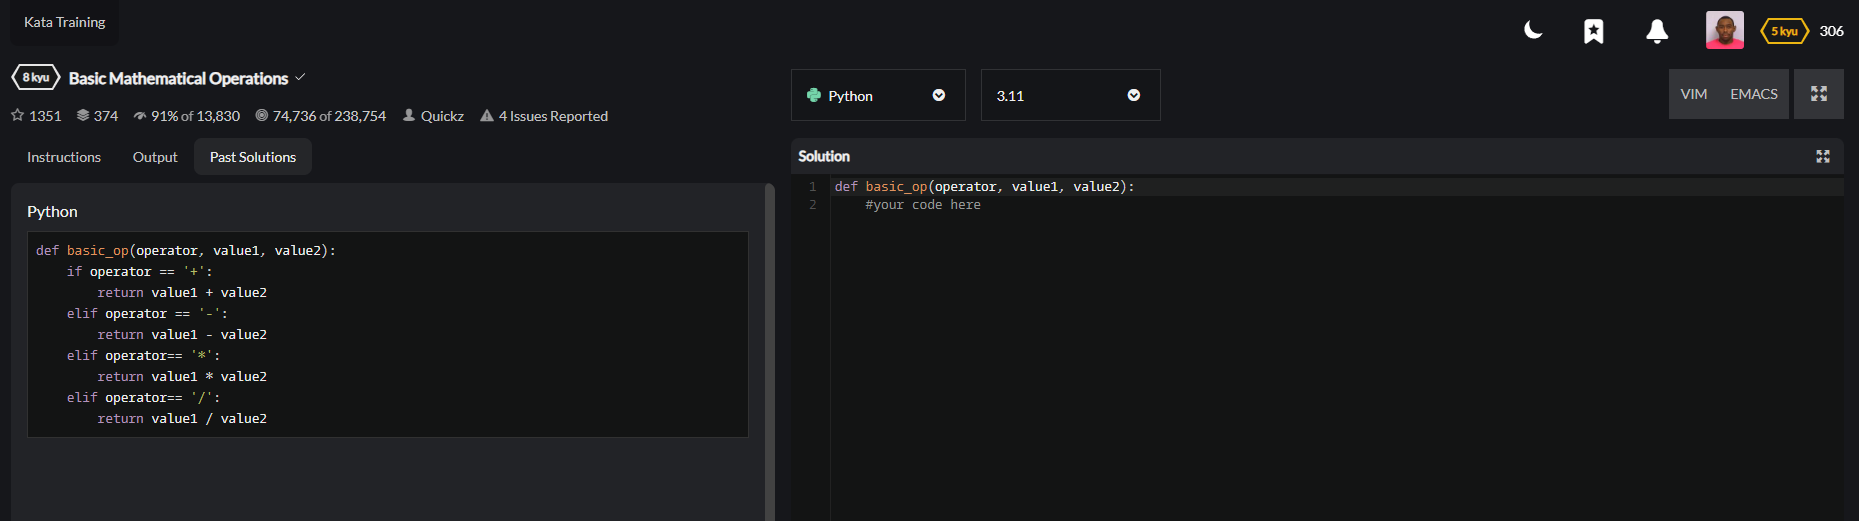 Kata Training
5 kyu 306
8 kyu Basic Mathematical Operations
1351 374 91% of 13,830 74,736 of 238,754 Quickz 4 Issues Reported
Python 3.11 VIM EMACS
Instructions Output Past Solutions
Python
def basic_op(operator, value1, value2):
    if operator == '+':
        return value1 + value2
    elif operator == '-':
        return value1 - value2
    elif operator== '*':
        return value1 * value2
    elif operator== '/':
        return value1 / value2
Solution
1 def basic_op(operator, value1, value2):
2     #your code here